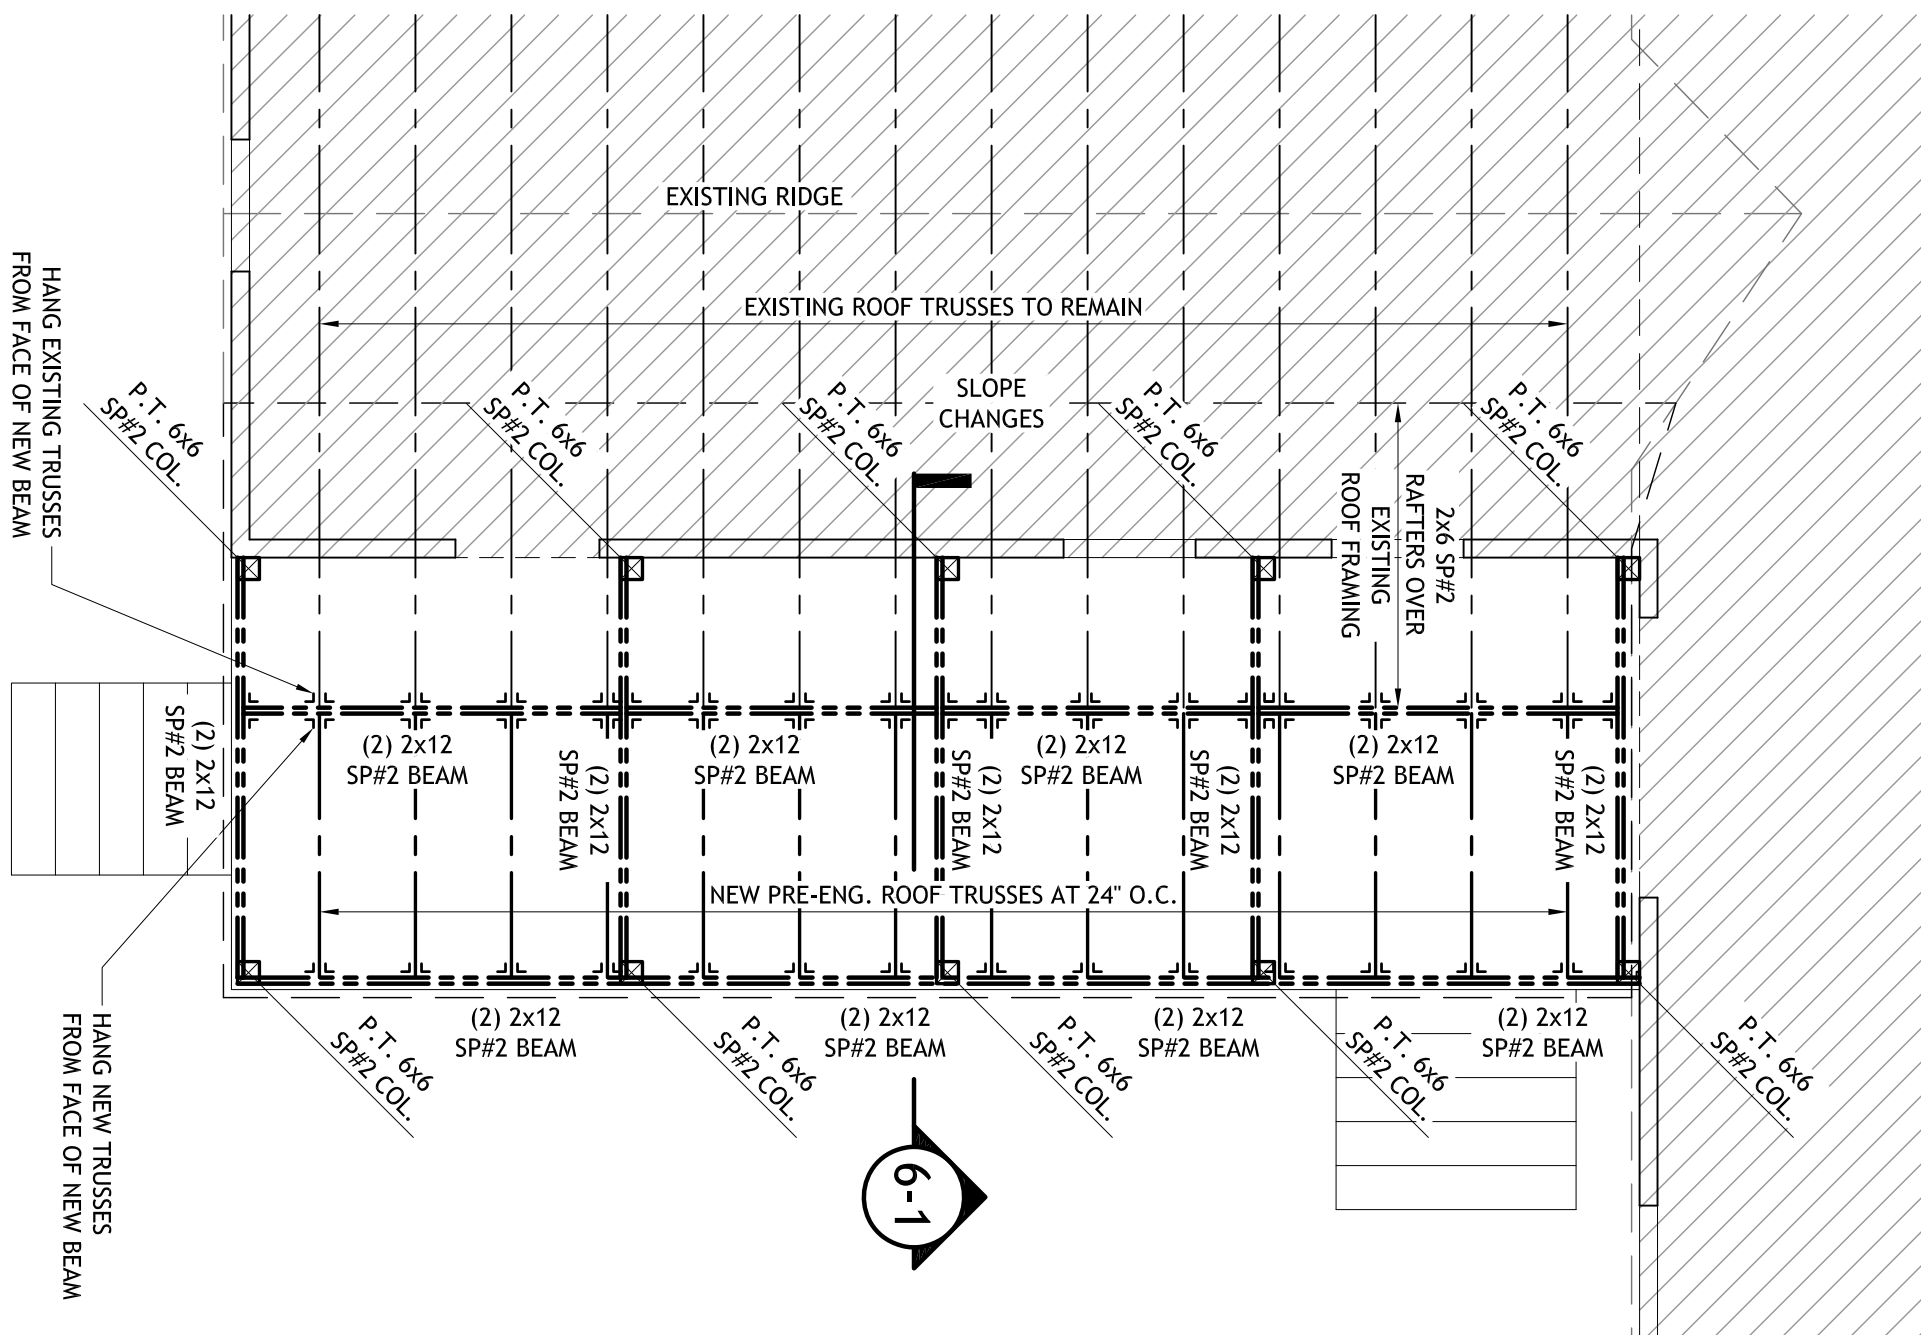 EXISTING RIDGE
EXISTING ROOF TRUSSES TO REMAIN
HANG EXISTING TRUSSES
FROM FACE OF NEW BEAM
P.T. 6x6
SP#2 COL.
P.T. 6x6
SP#2 COL.
P.T. 6x6
SP#2 COL.
SLOPE
CHANGES
P.T. 6x6
SP#2 COL.
P.T. 6x6
SP#2 COL.
2x6 SP#2
RAFTERS OVER
EXISTING
ROOF FRAMING
(2) 2x12
SP#2 BEAM
(2) 2x12
SP#2 BEAM
(2) 2x12
SP#2 BEAM
(2) 2x12
SP#2 BEAM
(2) 2x12
SP#2 BEAM
(2) 2x12
SP#2 BEAM
(2) 2x12
SP#2 BEAM
(2) 2x12
SP#2 BEAM
(2) 2x12
SP#2 BEAM
NEW PRE-ENG. ROOF TRUSSES AT 24" O.C.
HANG NEW TRUSSES
FROM FACE OF NEW BEAM
P.T. 6x6
SP#2 COL.
(2) 2x12
SP#2 BEAM
P.T. 6x6
SP#2 COL.
(2) 2x12
SP#2 BEAM
P.T. 6x6
SP#2 COL.
(2) 2x12
SP#2 BEAM
P.T. 6x6
SP#2 COL.
(2) 2x12
SP#2 BEAM
P.T. 6x6
SP#2 COL.
6-1